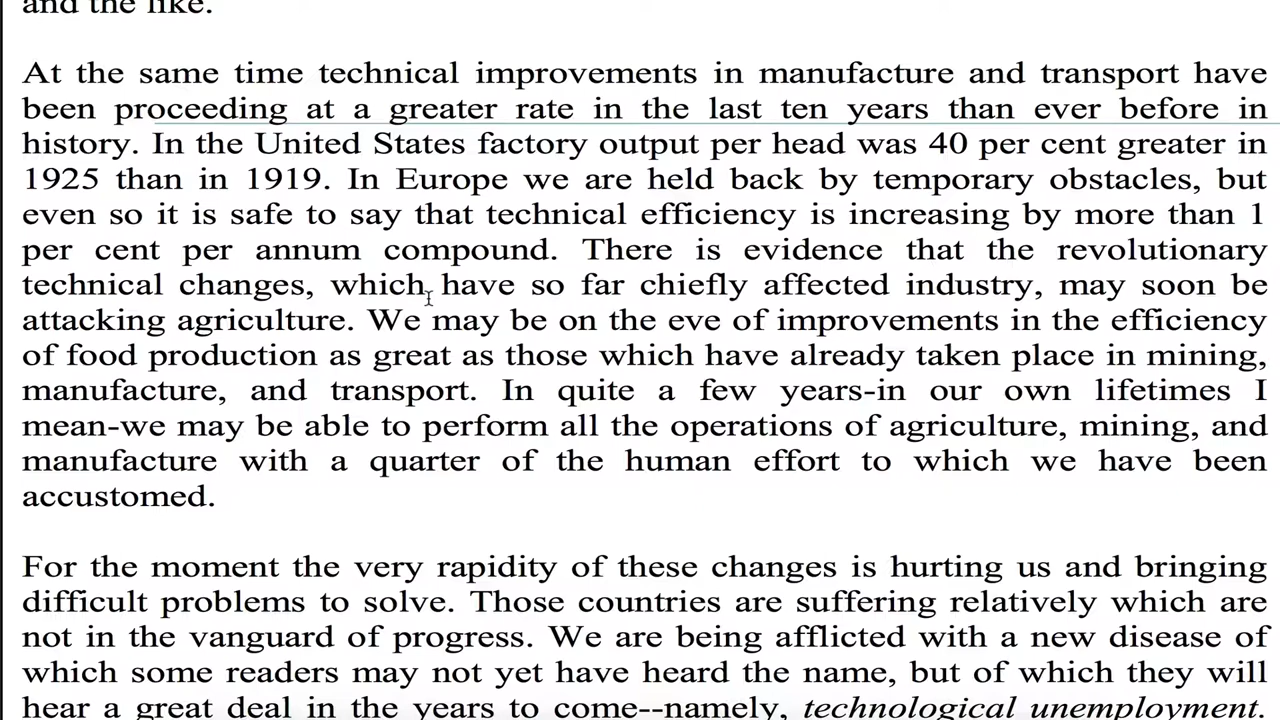 and the like.
At the same time technical improvements in manufacture and transport have
been proceeding at a greater rate in the last ten years than ever before in
history. In the United States factory output per head was 40 per cent greater in
1925 than in 1919. In Europe we are held back by temporary obstacles, but
even so it is safe to say that technical efficiency is increasing by more than 1
per cent per annum compound. There is evidence that the revolutionary
technical changes, which have so far chiefly affected industry, may soon be
attacking agriculture. We may be on the eve of improvements in the efficiency
of food production as great as those which have already taken place in mining,
manufacture, and transport. In quite a few years-in our own lifetimes I
mean-we may be able to perform all the operations of agriculture, mining, and
manufacture with a quarter of the human effort to which we have been
accustomed.
For the moment the very rapidity of these changes is hurting us and bringing
difficult problems to solve. Those countries are suffering relatively which are
not in the vanguard of progress. We are being afflicted with a new disease of
which some readers may not yet have heard the name, but of which they will
hear a great deal in the years to come--namely, technological unemployment.